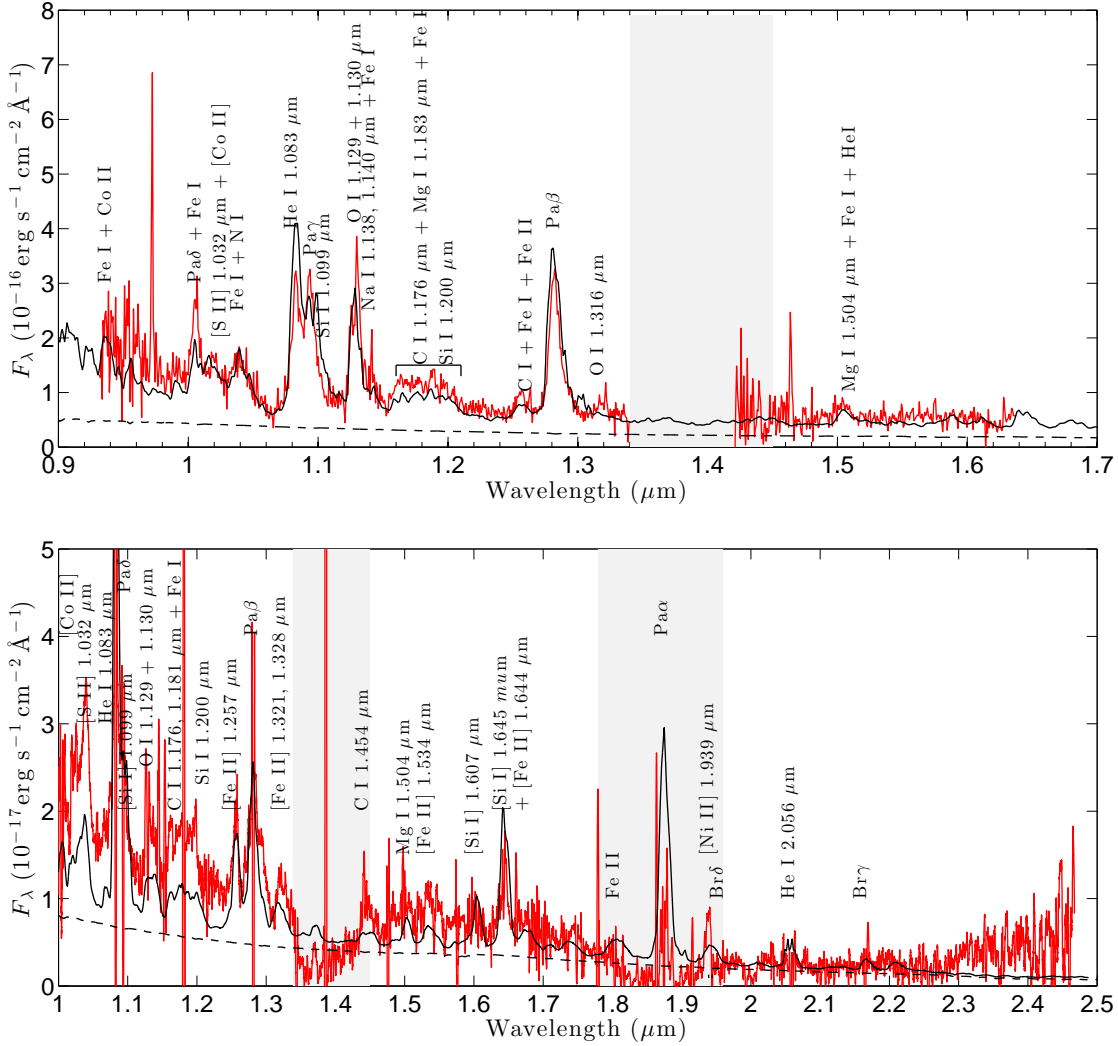 8
7
6
5
4
3
2
1
0
F_λ (10⁻¹⁶ erg s⁻¹ cm⁻² Å⁻¹)
Fe I + Co II
Paδ + Fe I
[S II] 1.032 μm + [Co II]
Fe I + N I
He I 1.083 μm
Paγ
Si I 1.099 μm
O I 1.129 + 1.130 μm
Na I 1.138, 1.140 μm + Fe I
C I 1.176 μm + Mg I 1.183 μm + Fe I
Si I 1.200 μm
C I + Fe I + Fe II
Paβ
O I 1.316 μm
Mg I 1.504 μm + Fe I + HeI
0.9 1 1.1 1.2 1.3 1.4 1.5 1.6 1.7
Wavelength (μm)
5
4
3
2
1
0
F_λ (10⁻¹⁷ erg s⁻¹ cm⁻² Å⁻¹)
[Co II]
[S II] 1.032 μm
He I 1.083 μm
Paδ
[Si I] 1.099 μm
O I 1.129 + 1.130 μm
C I 1.176, 1.181 μm + Fe I
Si I 1.200 μm
[Fe II] 1.257 μm
Paβ
[Fe II] 1.321, 1.328 μm
C I 1.454 μm
Mg I 1.504 μm
[Fe II] 1.534 μm
[Si I] 1.607 μm
[Si I] 1.645 mum
+ [Fe II] 1.644 μm
Fe II
Paα
Brδ [Ni II] 1.939 μm
He I 2.056 μm
Brγ
1 1.1 1.2 1.3 1.4 1.5 1.6 1.7 1.8 1.9 2 2.1 2.2 2.3 2.4 2.5
Wavelength (μm)